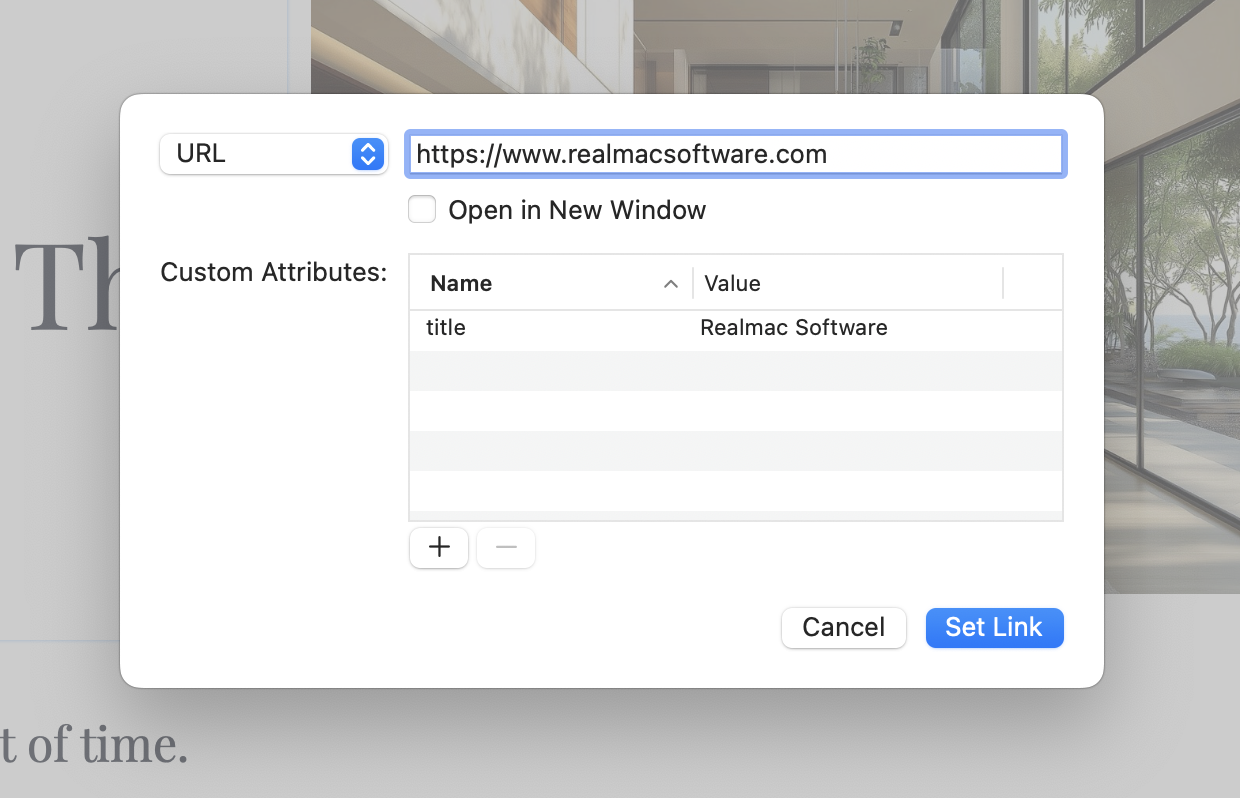 URL
https://www.realmacsoftware.com
Open in New Window
Custom Attributes:
Name Value
title Realmac Software
Cancel Set Link
t of time.